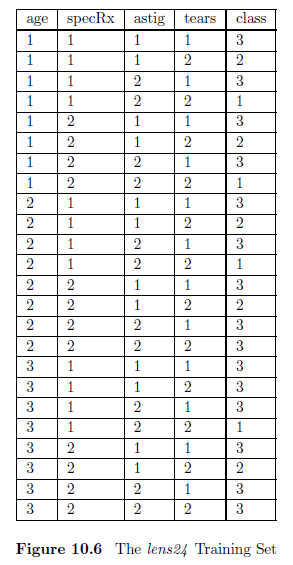 age specRx astig tears class
1 1 1 1 3
1 1 1 2 2
1 1 2 1 3
1 1 2 2 1
1 2 1 1 3
1 2 1 2 2
1 2 2 1 3
1 2 2 2 1
2 1 1 1 3
2 1 1 2 2
2 1 2 1 3
2 1 2 2 1
2 2 1 1 3
2 2 1 2 2
2 2 2 1 3
2 2 2 2 3
3 1 1 1 3
3 1 1 2 3
3 1 2 1 3
3 1 2 2 1
3 2 1 1 3
3 2 1 2 2
3 2 2 1 3
3 2 2 2 3
Figure 10.6 The lens24 Training Set